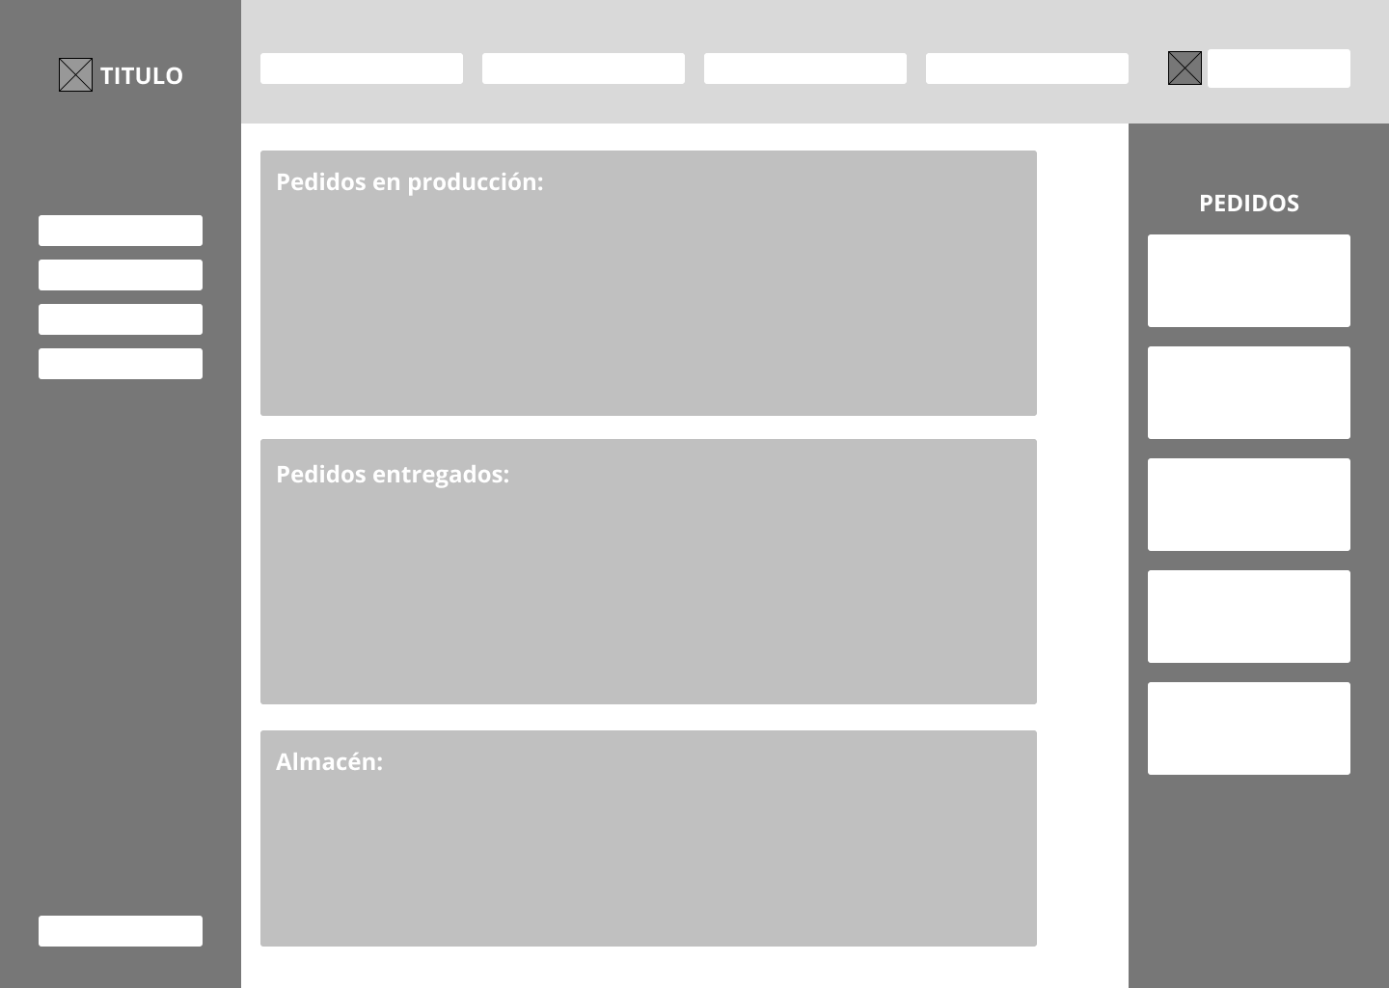 TITULO
Pedidos en producción:
Pedidos entregados:
Almacén:
PEDIDOS